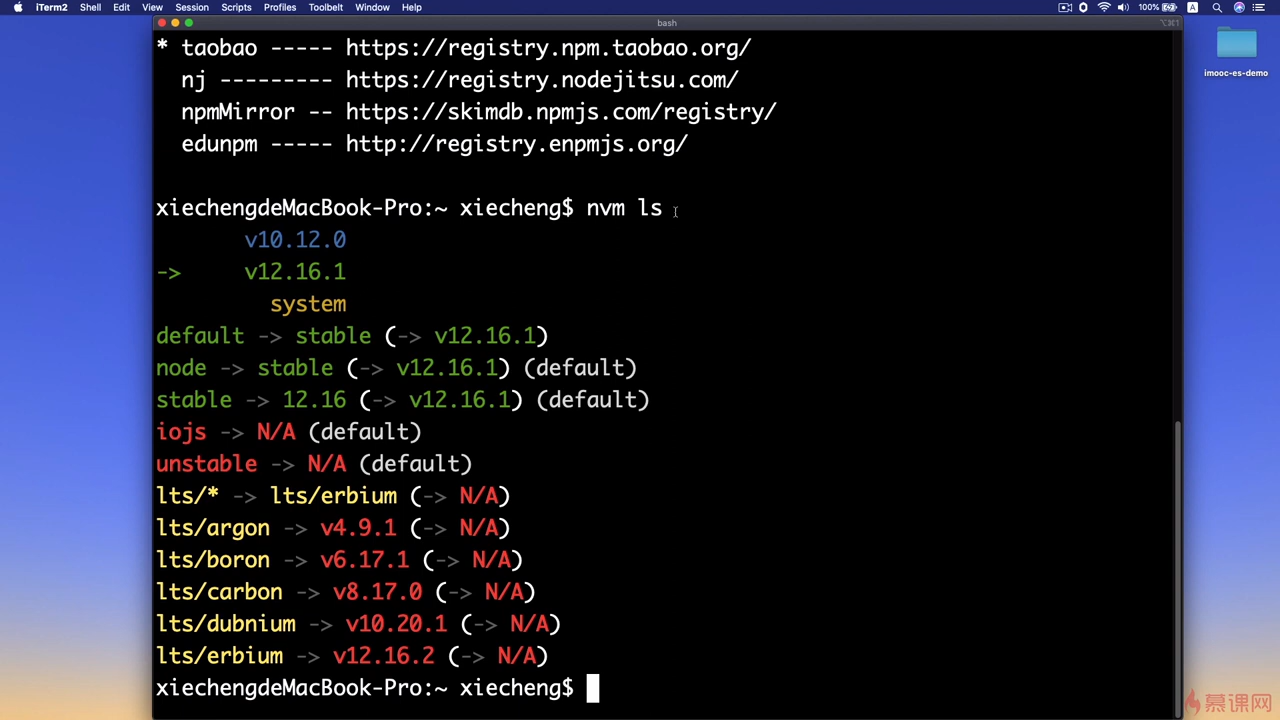 iTerm2 Shell Edit View Session Scripts Profiles Toolbelt Window Help 100% A
bash
⌥⌘1
imooc-es-demo
* taobao ----- https://registry.npm.taobao.org/
nj --------- https://registry.nodejitsu.com/
npmMirror -- https://skimdb.npmjs.com/registry/
edunpm ----- http://registry.enpmjs.org/
xiechengdeMacBook-Pro:~ xiecheng$ nvm ls
v10.12.0
-> v12.16.1
system
default -> stable (-> v12.16.1)
node -> stable (-> v12.16.1) (default)
stable -> 12.16 (-> v12.16.1) (default)
iojs -> N/A (default)
unstable -> N/A (default)
lts/* -> lts/erbium (-> N/A)
lts/argon -> v4.9.1 (-> N/A)
lts/boron -> v6.17.1 (-> N/A)
lts/carbon -> v8.17.0 (-> N/A)
lts/dubnium -> v10.20.1 (-> N/A)
lts/erbium -> v12.16.2 (-> N/A)
xiechengdeMacBook-Pro:~ xiecheng$
慕课网